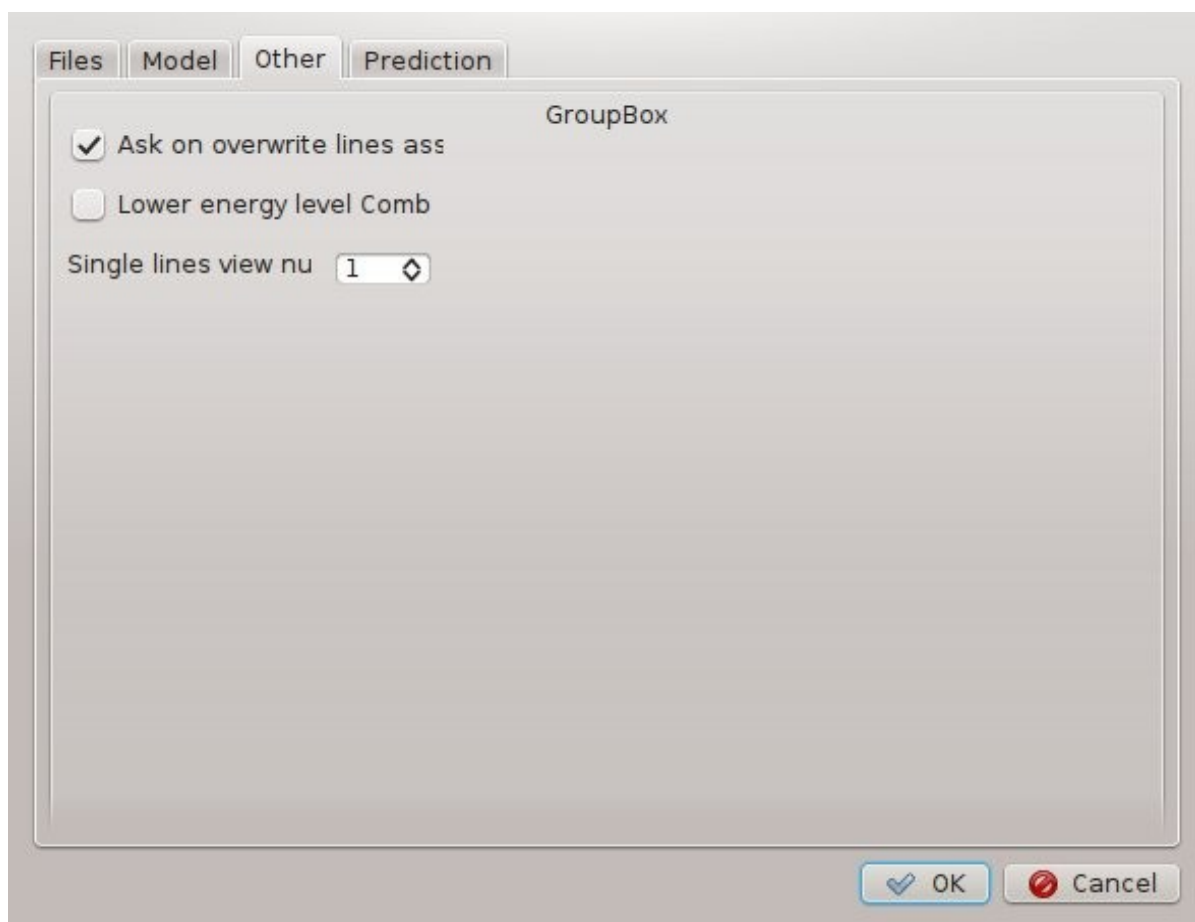 Files Model Other Prediction
GroupBox
Ask on overwrite lines ass
Lower energy level Comb
Single lines view nu 1
OK Cancel